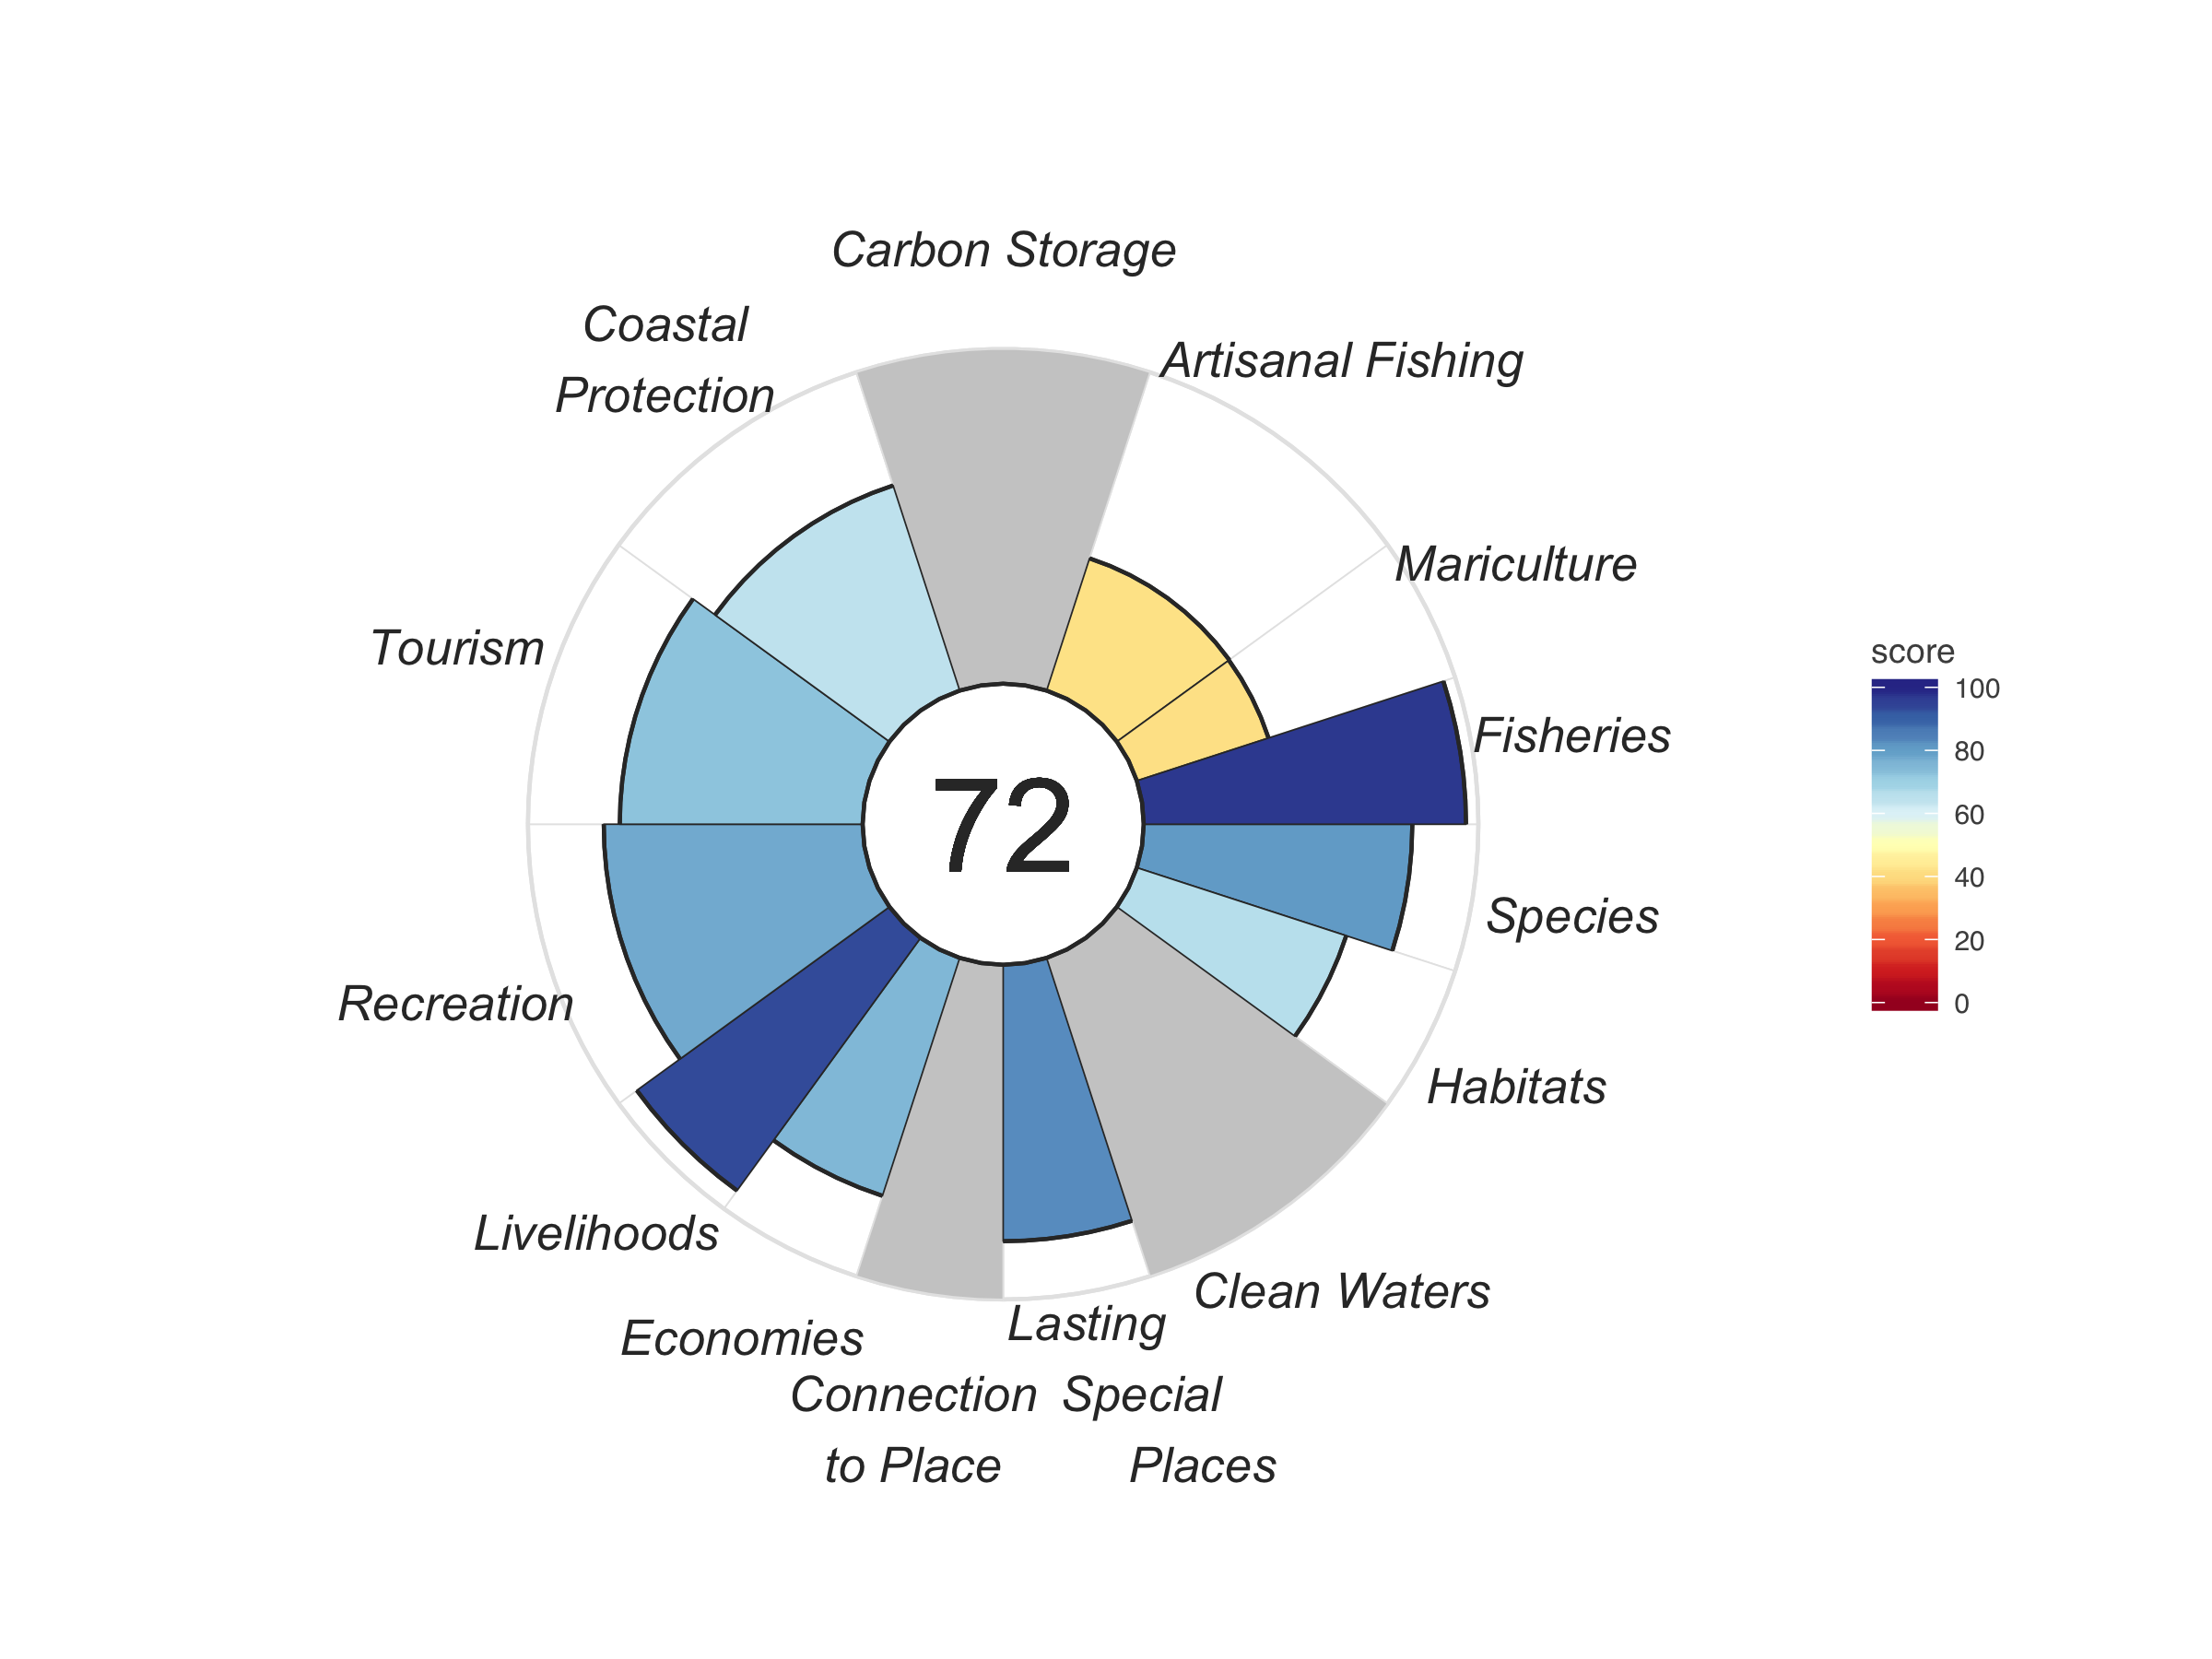 Carbon Storage
Coastal
Protection
Artisanal Fishing
Mariculture
Tourism
Fisheries
72
Species
Recreation
Habitats
Livelihoods
Clean Waters
Economies
Lasting
Special
Places
Connection
to Place
score
100
80
60
40
20
0